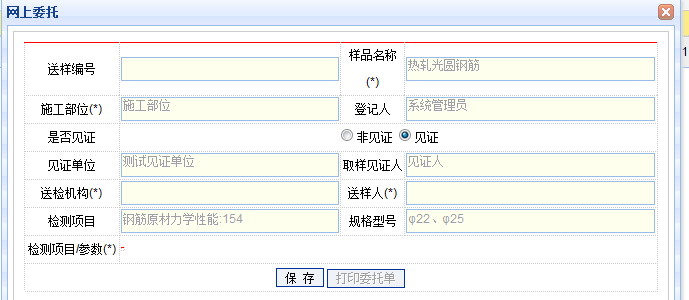 网上委托
送样编号 样品名称(*) 热轧光圆钢筋
施工部位(*) 施工部位 登记人 系统管理员
是否见证 非见证 见证
见证单位 测试见证单位 取样见证人 见证人
送检机构(*) 送样人(*)
检测项目 钢筋原材力学性能:154 规格型号 φ22、φ25
检测项目/参数(*) -
保 存 打印委托单
1